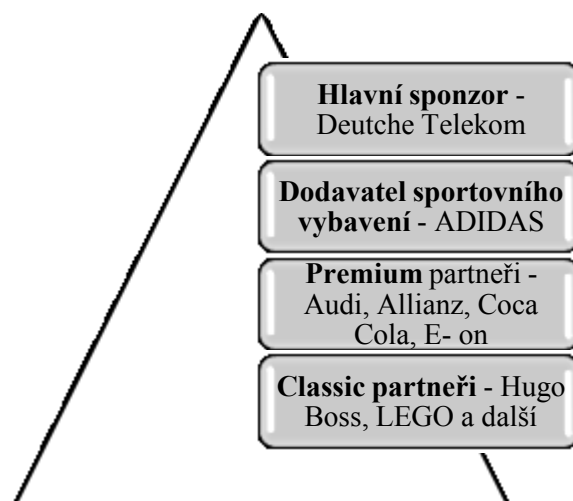 Hlavní sponzor -
Deutche Telekom
Dodavatel sportovního
vybavení - ADIDAS
Premium partneři -
Audi, Allianz, Coca
Cola, E- on
Classic partneři - Hugo
Boss, LEGO a další